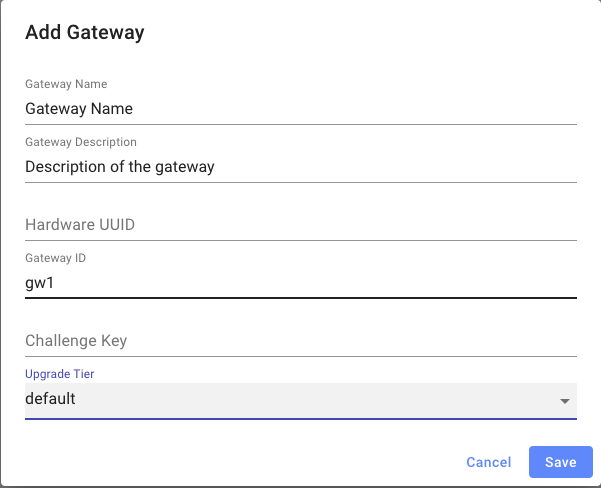 Add Gateway
Gateway Name
Gateway Name
Gateway Description
Description of the gateway
Hardware UUID
Gateway ID
gw1
Challenge Key
Upgrade Tier
default
Cancel Save